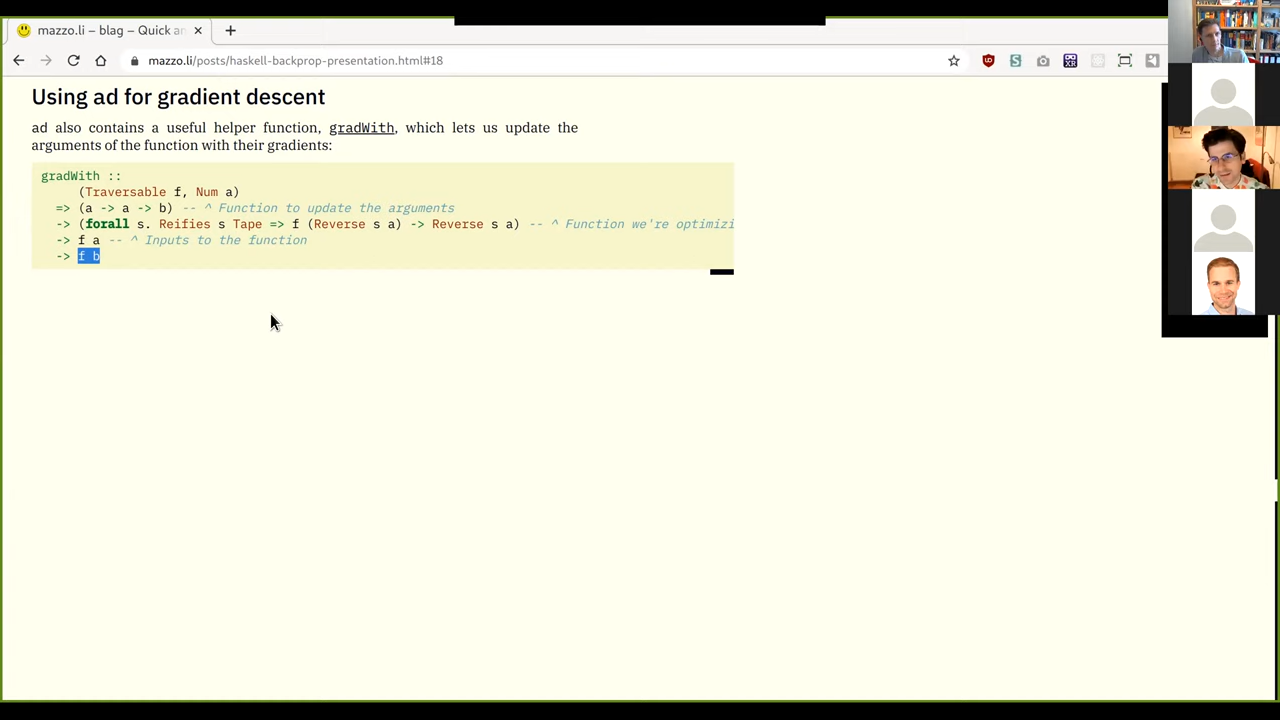 mazzo.li – blag – Quick an
mazzo.li/posts/haskell-backprop-presentation.html#18
Using ad for gradient descent
ad also contains a useful helper function, gradWith, which lets us update the
arguments of the function with their gradients:
gradWith ::
(Traversable f, Num a)
=> (a -> a -> b) -- ^ Function to update the arguments
-> (forall s. Reifies s Tape => f (Reverse s a) -> Reverse s a) -- ^ Function we're optimizi
-> f a -- ^ Inputs to the function
-> f b